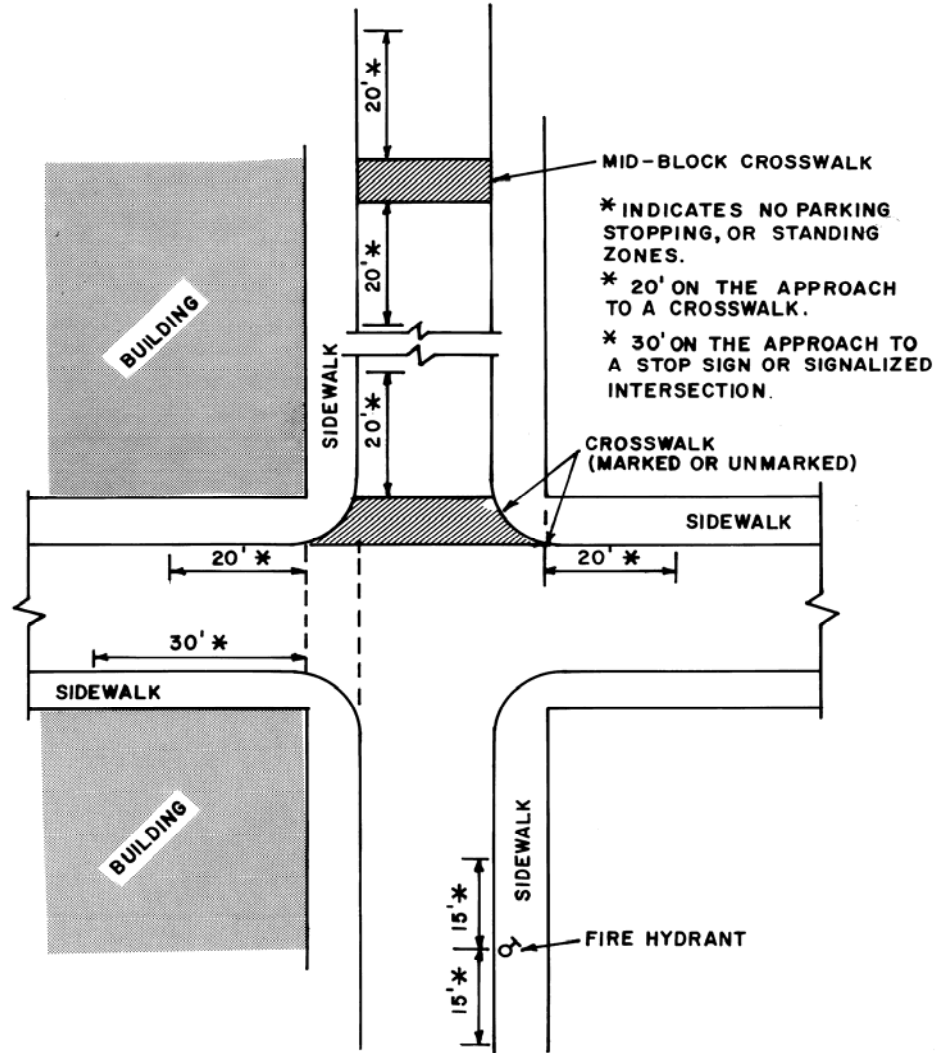 20'*
MID-BLOCK CROSSWALK
* INDICATES NO PARKING
STOPPING, OR STANDING
ZONES.
* 20' ON THE APPROACH
TO A CROSSWALK.
* 30' ON THE APPROACH TO
A STOP SIGN OR SIGNALIZED
INTERSECTION.
20'*
BUILDING
SIDEWALK
20'*
CROSSWALK
(MARKED OR UNMARKED)
SIDEWALK
20'*
20'*
30'*
SIDEWALK
BUILDING
SIDEWALK
15'*
FIRE HYDRANT
15'*